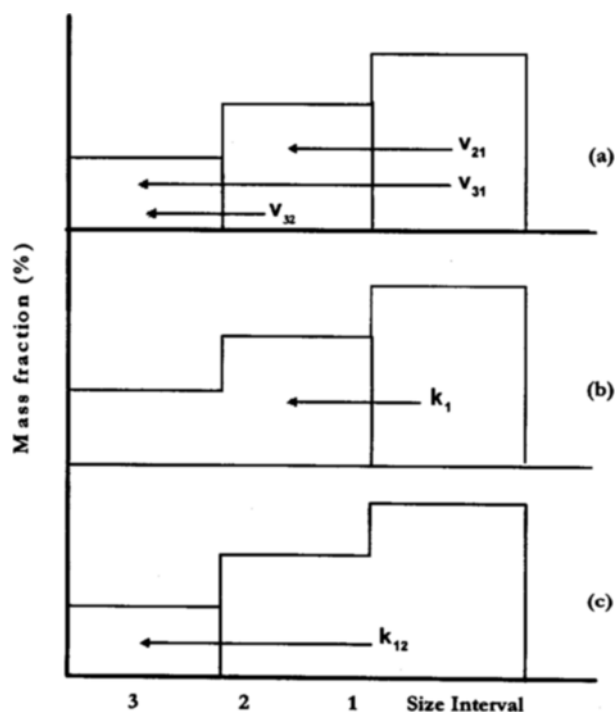 v21
(a)
v31
v32
Mass fraction (%)
k1
(b)
(c)
k12
3 2 1 Size Interval